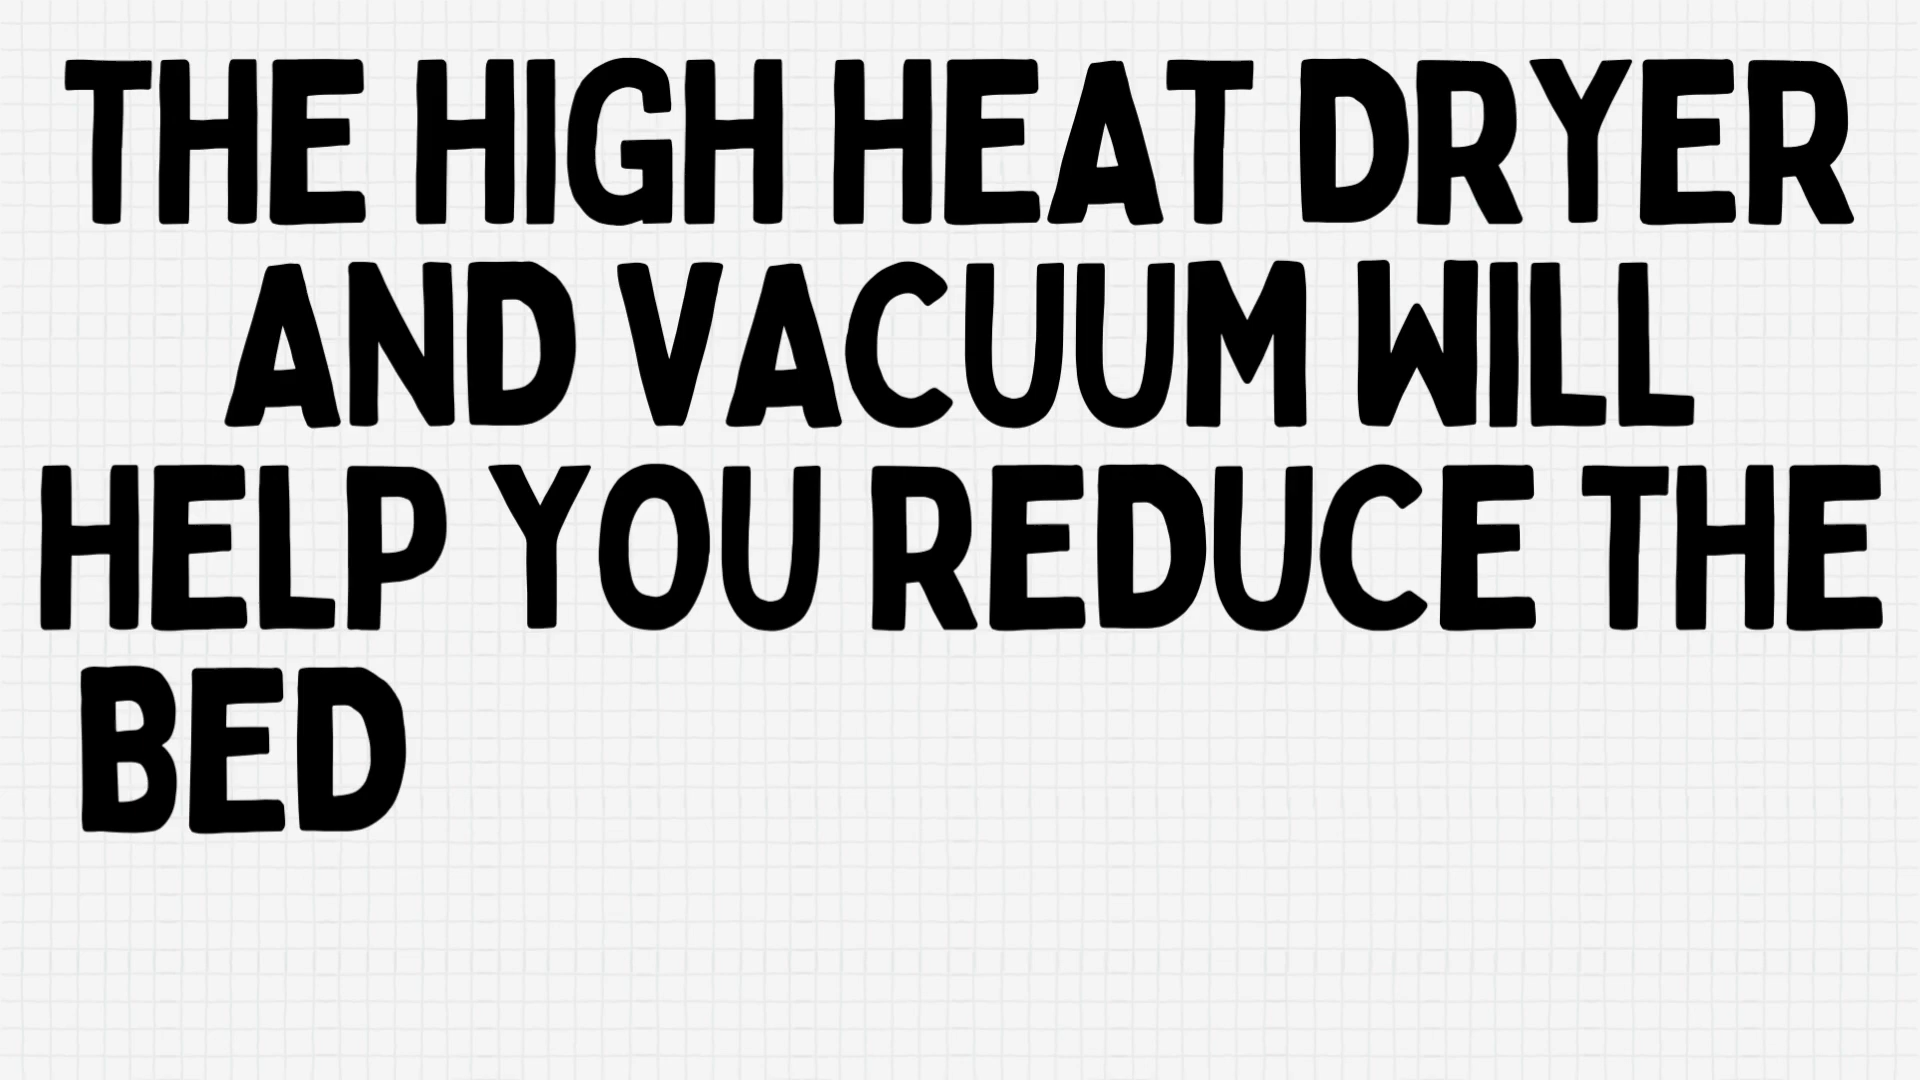 THE HIGH HEAT DRYER
AND VACUUM WILL
HELP YOU REDUCE THE
BED